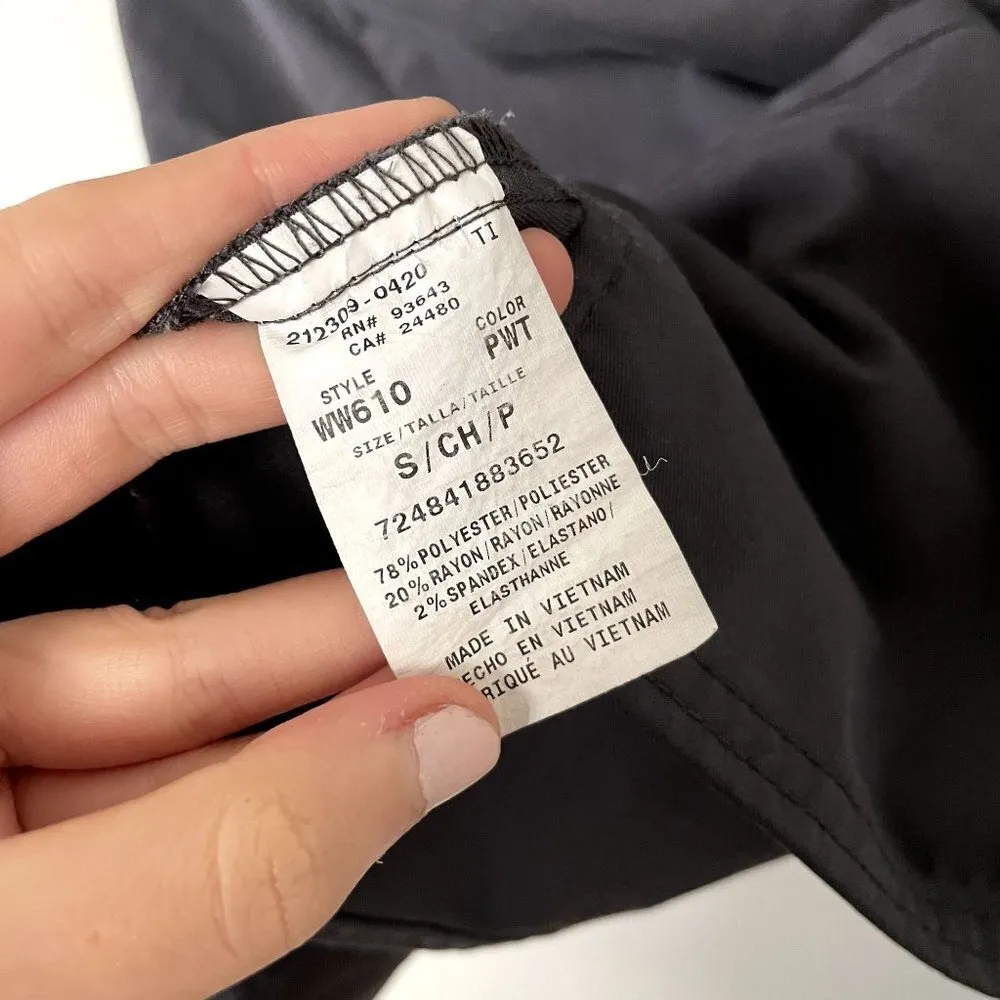 TI
212309-0420
RN# 93643
CA# 24480
COLOR
PWT
STYLE
WW610
SIZE/TALLA/TAILLE
S/CH/P
724841883652
78%POLYESTER/POLIESTER
20%RAYON/RAYON/RAYONNE
2%SPANDEX/ELASTANO/
ELASTHANNE
MADE IN VIETNAM
ECHO EN VIETNAM
RIQUÉ AU VIETNAM